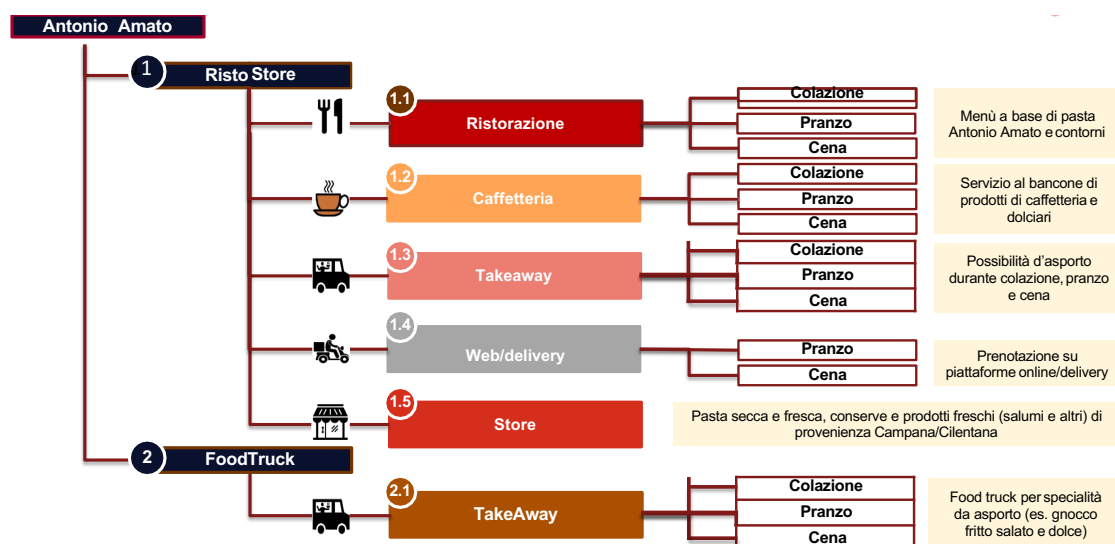 Antonio Amato
1
Risto Store
1.1
Ristorazione
Colazione
Pranzo
Cena
Menù a base di pasta
Antonio Amato e contorni
1.2
Caffetteria
Colazione
Pranzo
Cena
Servizio al bancone di
prodotti di caffetteria e
dolciari
1.3
Takeaway
Colazione
Pranzo
Cena
Possibilità d'asporto
durante colazione, pranzo
e cena
1.4
Web/delivery
Pranzo
Cena
Prenotazione su
piattaforme online/delivery
1.5
Store
Pasta secca e fresca, conserve e prodotti freschi (salumi e altri) di
provenienza Campana/Cilentana
2
FoodTruck
2.1
TakeAway
Colazione
Pranzo
Cena
Food truck per specialità
da asporto (es. gnocco
fritto salato e dolce)